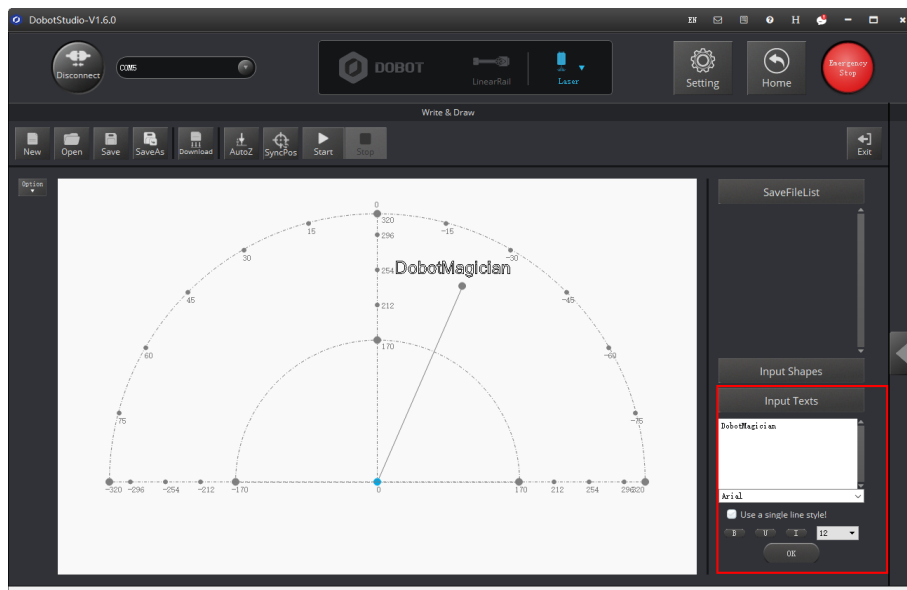 DobotStudio-V1.6.0
EN
H
Disconnect
COM5
DOBOT
LinearRail
Laser
Setting
Home
Emergency Stop
Write & Draw
New
Open
Save
SaveAs
Download
AutoZ
SyncPos
Start
Stop
Exit
Option
SaveFileList
0
320
15
-15
296
30
-30
254
DobotMagician
45
-45
212
170
60
-60
75
-75
-320 -296 -254 -212 -170 0 170 212 254 296 320
Input Shapes
Input Texts
DobotMagician
Arial
Use a single line style!
B U I 12
OK